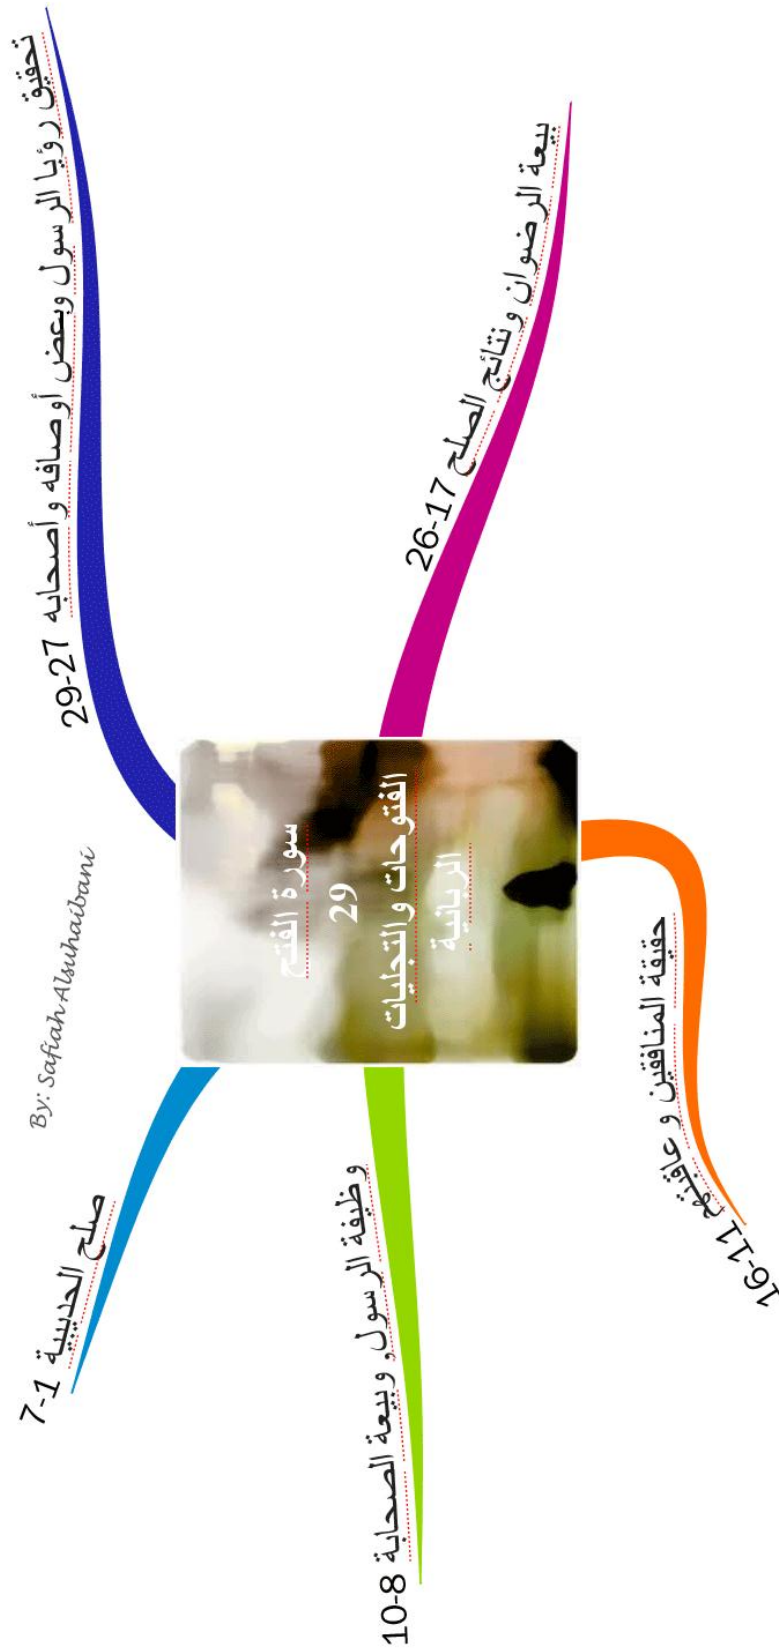 سورة الفتح
29
الفتوحات والتجليات
الربانية
صلح الحديبية 1-7
وظيفة الرسول, وبيعة الصحابة 8-10
حقيقة المنافقين و عاقبتهم 11-16
بيعة الرضوان ونتائج الصلح 17-26
تحقيق رؤيا الرسول وبعض أوصافه وأصحابه 27-29
By: Safiah Alsuhaibani